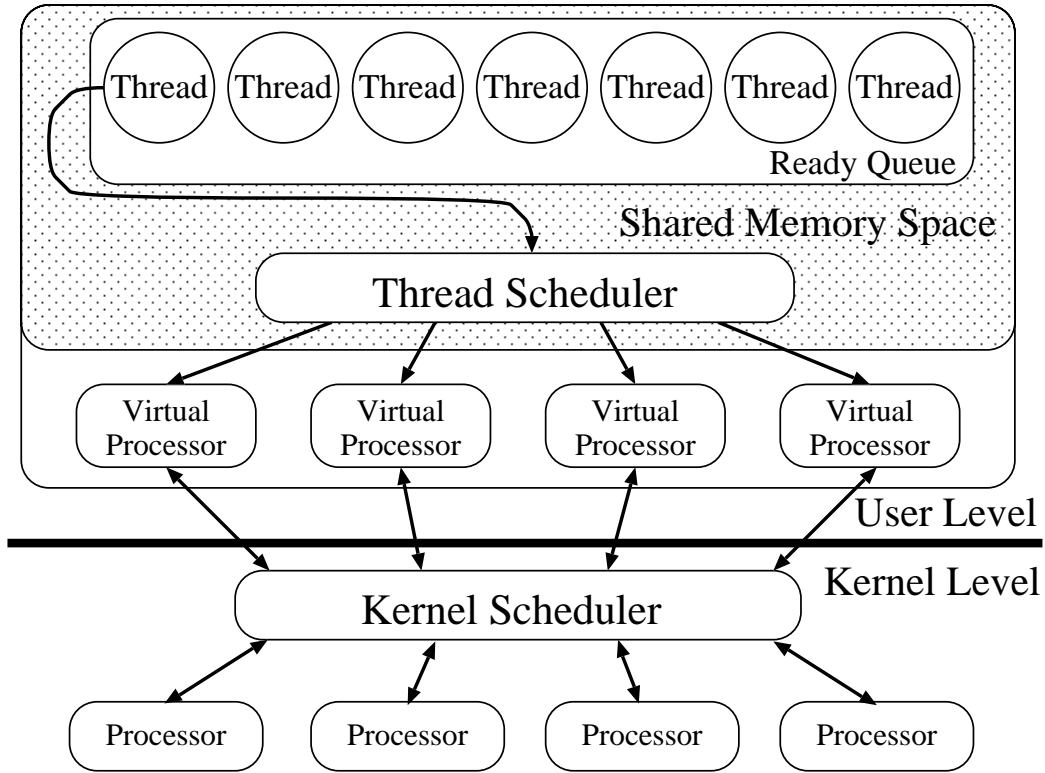 Thread Thread Thread Thread Thread Thread Thread
Ready Queue
Shared Memory Space
Thread Scheduler
Virtual Virtual Virtual Virtual
Processor Processor Processor Processor
User Level
Kernel Level
Kernel Scheduler
Processor Processor Processor Processor